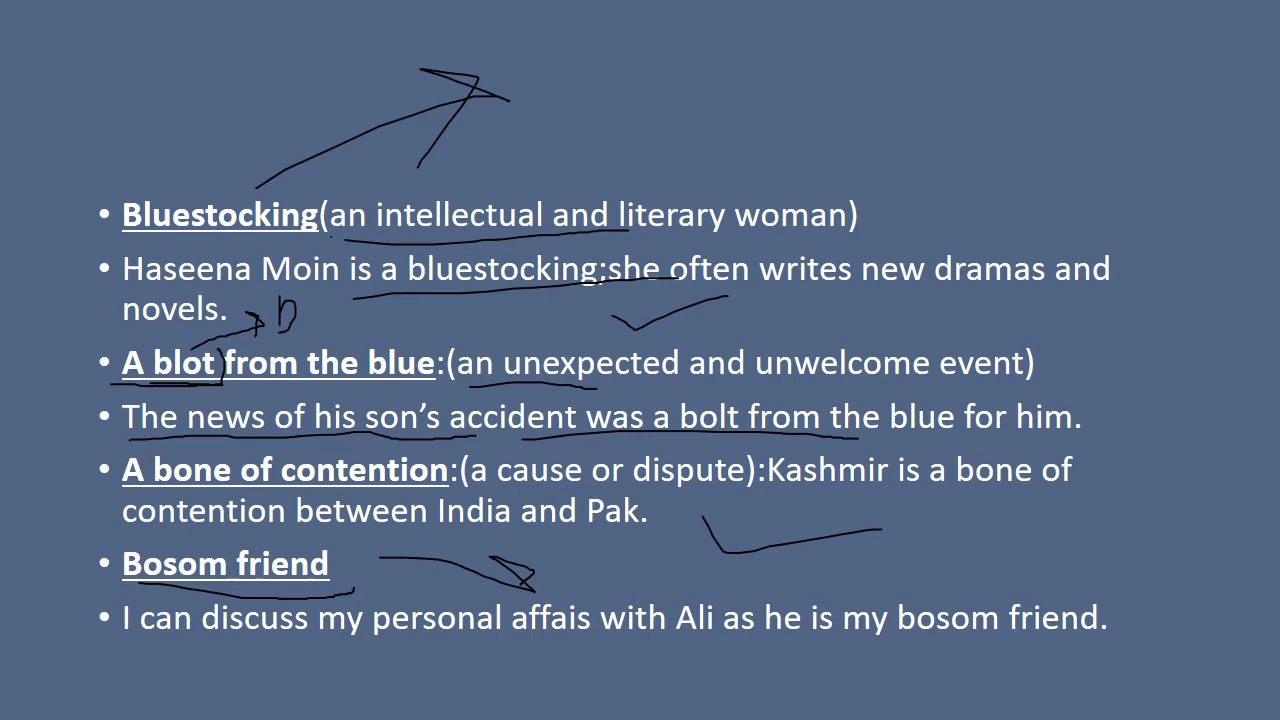 • Bluestocking(an intellectual and literary woman)
• Haseena Moin is a bluestocking;she often writes new dramas and
novels.
n
• A blot from the blue:(an unexpected and unwelcome event)
• The news of his son’s accident was a bolt from the blue for him.
• A bone of contention:(a cause or dispute):Kashmir is a bone of
contention between India and Pak.
• Bosom friend
• I can discuss my personal affais with Ali as he is my bosom friend.